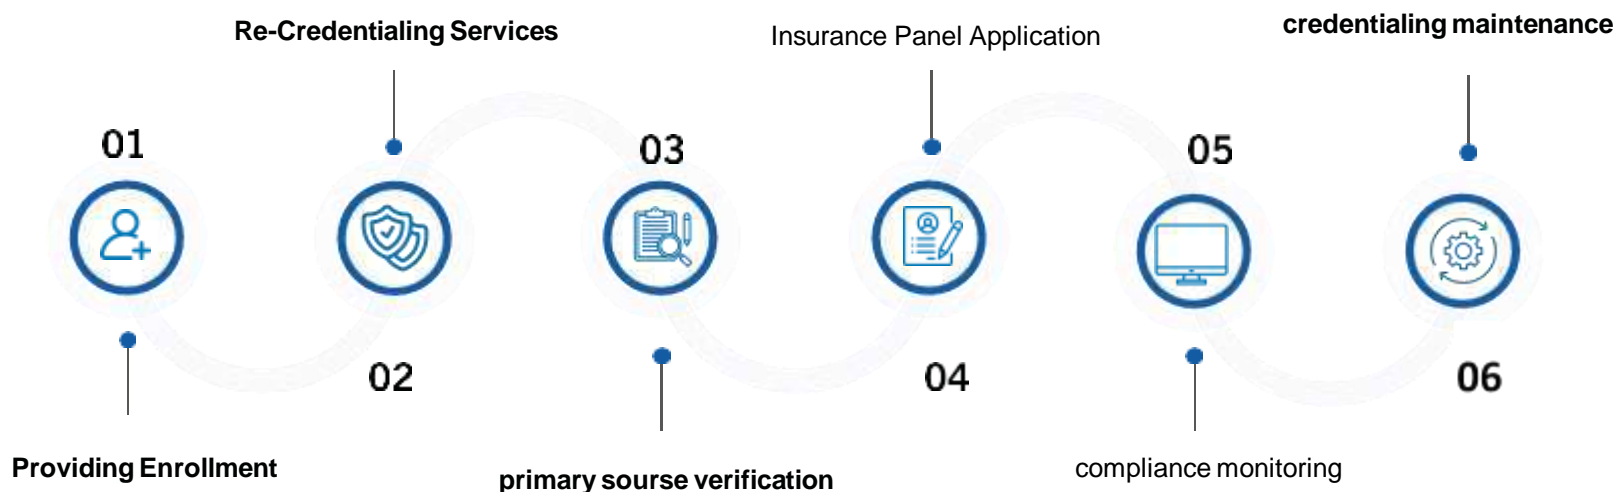 Re-Credentialing Services
Insurance Panel Application
credentialing maintenance
01
03
05
02
04
06
Providing Enrollment
primary sourse verification
compliance monitoring